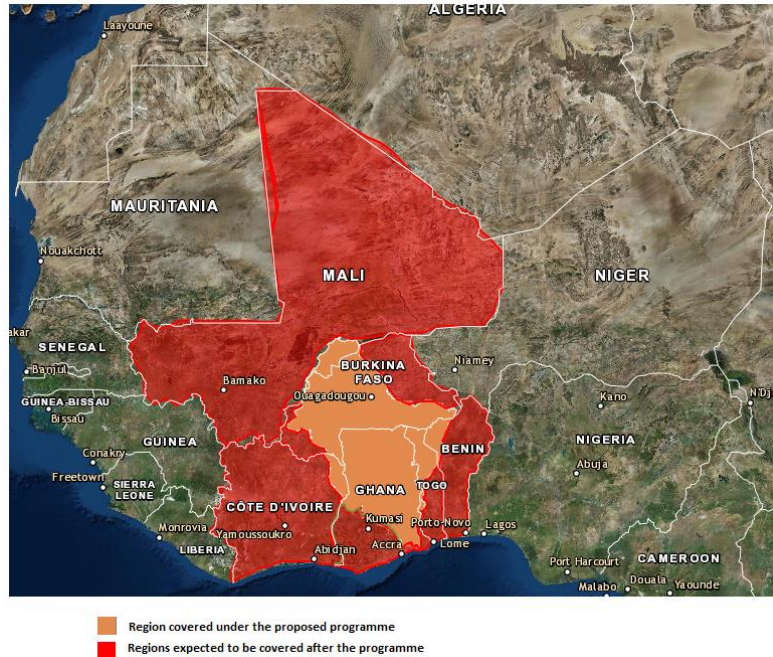 ALGERIA
Laayoune
MAURITANIA
Nouakchott
MALI
NIGER
akar
SENEGAL
Banjul
GUINEA-BISSAU
Bissau
Bamako
BURKINA
FASO
Ouagadougou
Niamey
Kano
N'Dj
GUINEA
Conakry
Freetown
SIERRA
LEONE
BENIN
NIGERIA
Abuja
GHANA
TOGO
CÔTE D'IVOIRE
Yamoussoukro
Kumasi
Porto-Novo
Lagos
Monrovia
LIBERIA
Abidjan
Accra
Lome
Port Harcourt
CAMEROON
Douala
Malabo
Yaounde
Region covered under the proposed programme
Regions expected to be covered after the programme